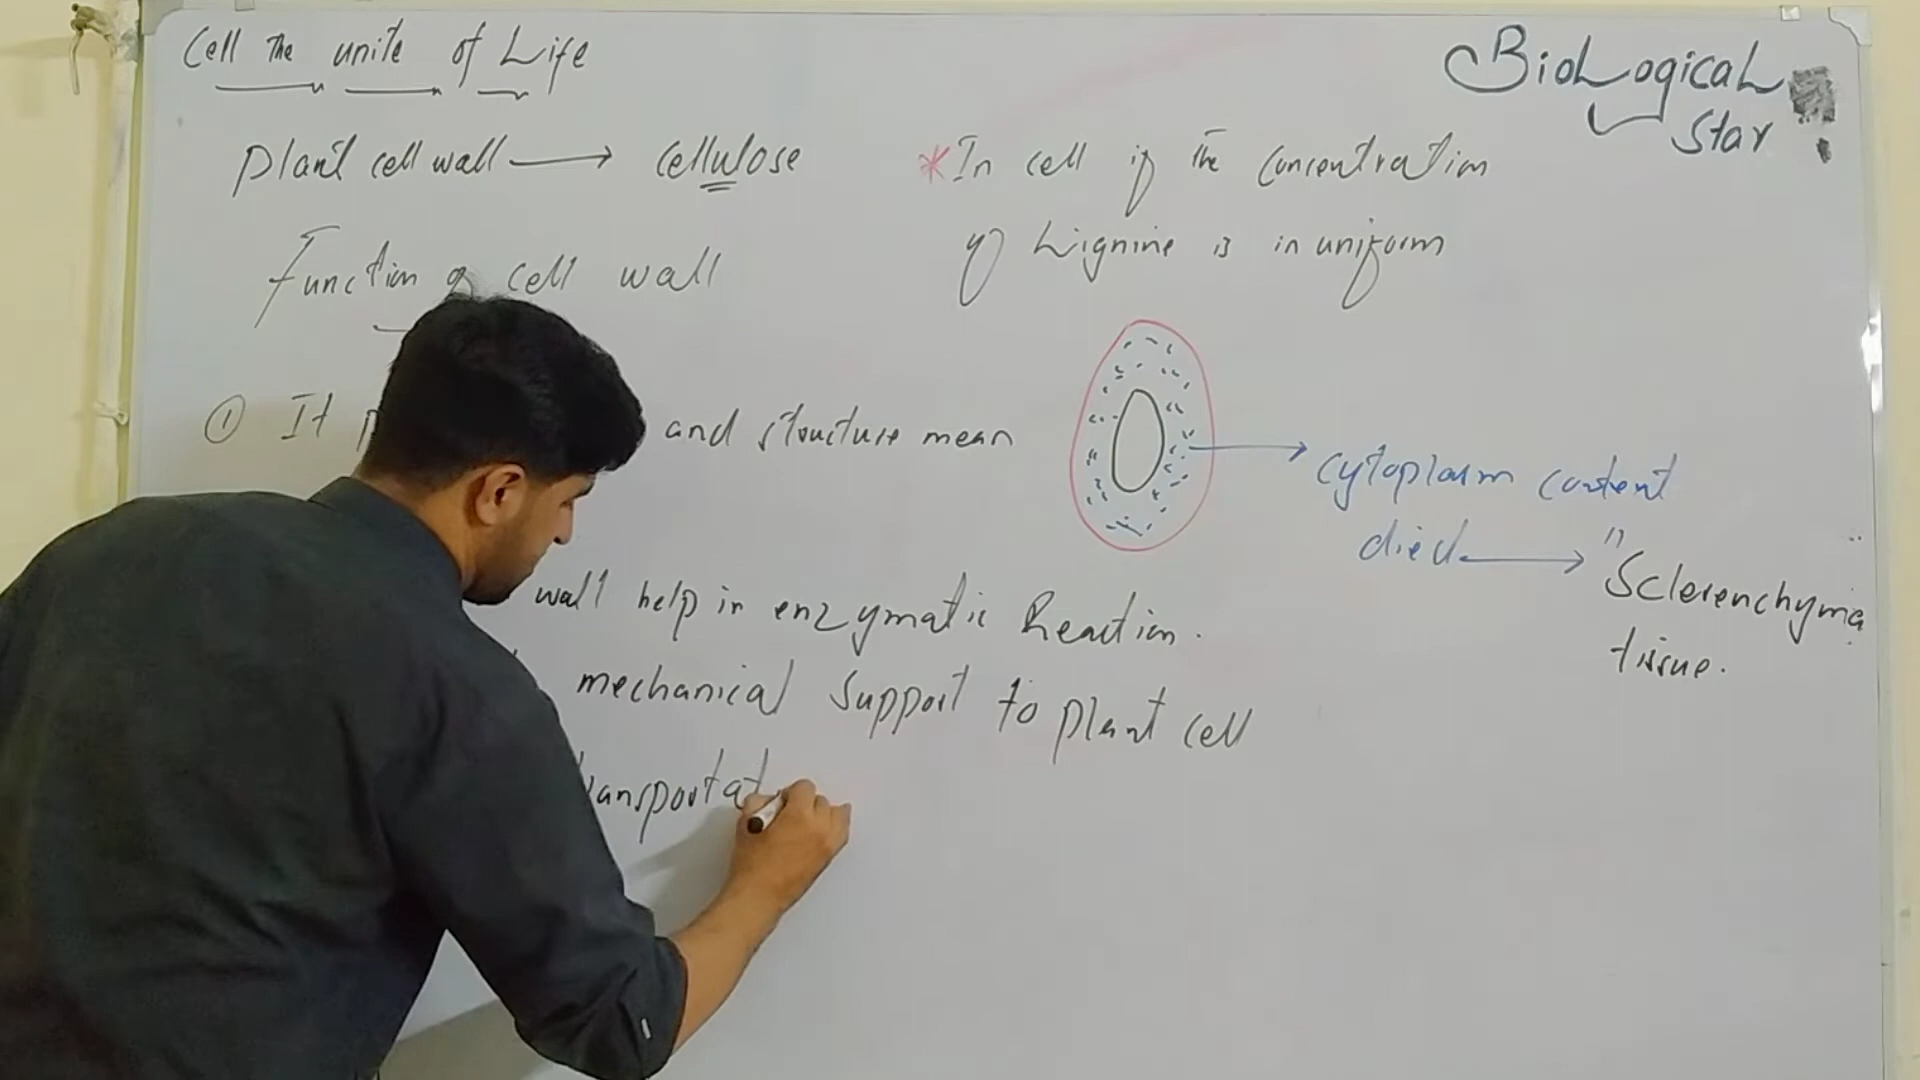 Cell The unite of Life
BioLogicaL
Star
plant cell wall → cellulose
Function of cell wall
① It
and structure mean
wall help in enzymatic Reaction.
mechanical support to plant cell
ransportat
*In cell if the concentration
of Lignine is in uniform
cytoplasm content
died → "Sclerenchyma
tissue.